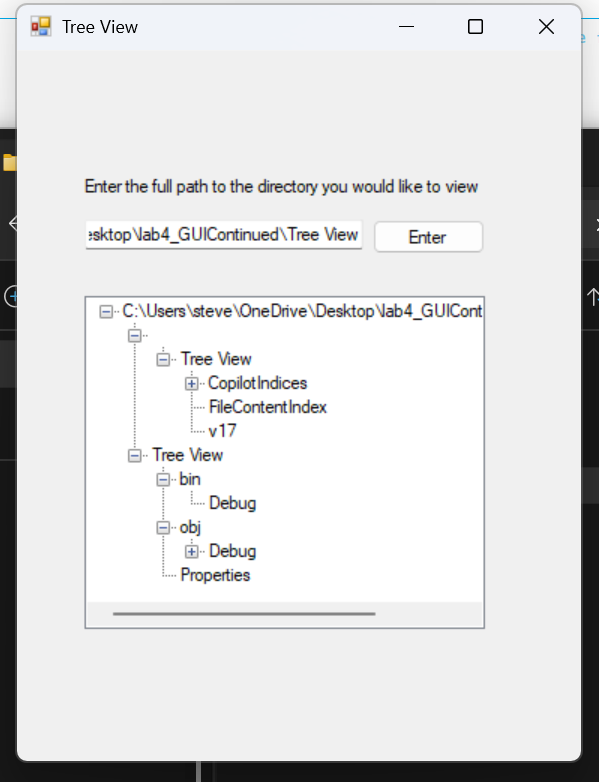 Tree View
Enter the full path to the directory you would like to view
esktop\lab4_GUIContinued\Tree View
Enter
C:\Users\steve\OneDrive\Desktop\lab4_GUICont
Tree View
CopilotIndices
FileContentIndex
v17
Tree View
bin
Debug
obj
Debug
Properties